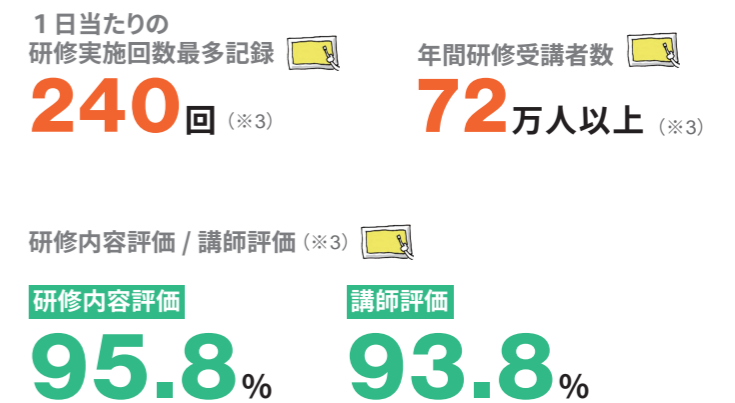 1日当たりの
研修実施回数最多記録
240回（※3）
年間研修受講者数
72万人以上（※3）
研修内容評価 / 講師評価（※3）
研修内容評価
95.8%
講師評価
93.8%